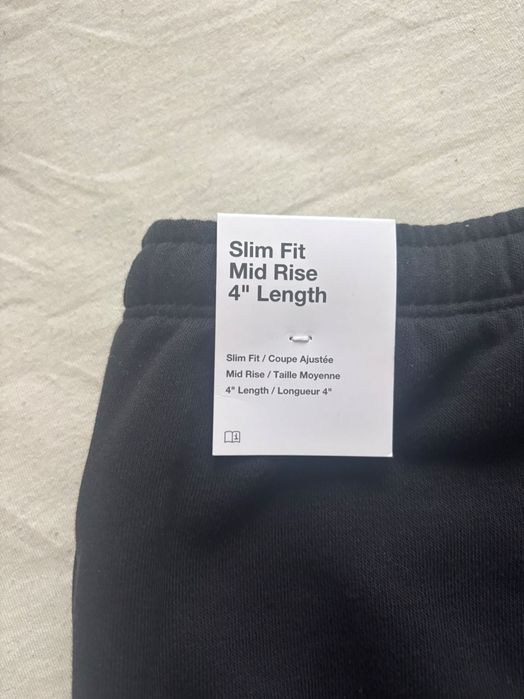 Slim Fit
Mid Rise
4" Length
Slim Fit / Coupe Ajustée
Mid Rise / Taille Moyenne
4" Length / Longueur 4"